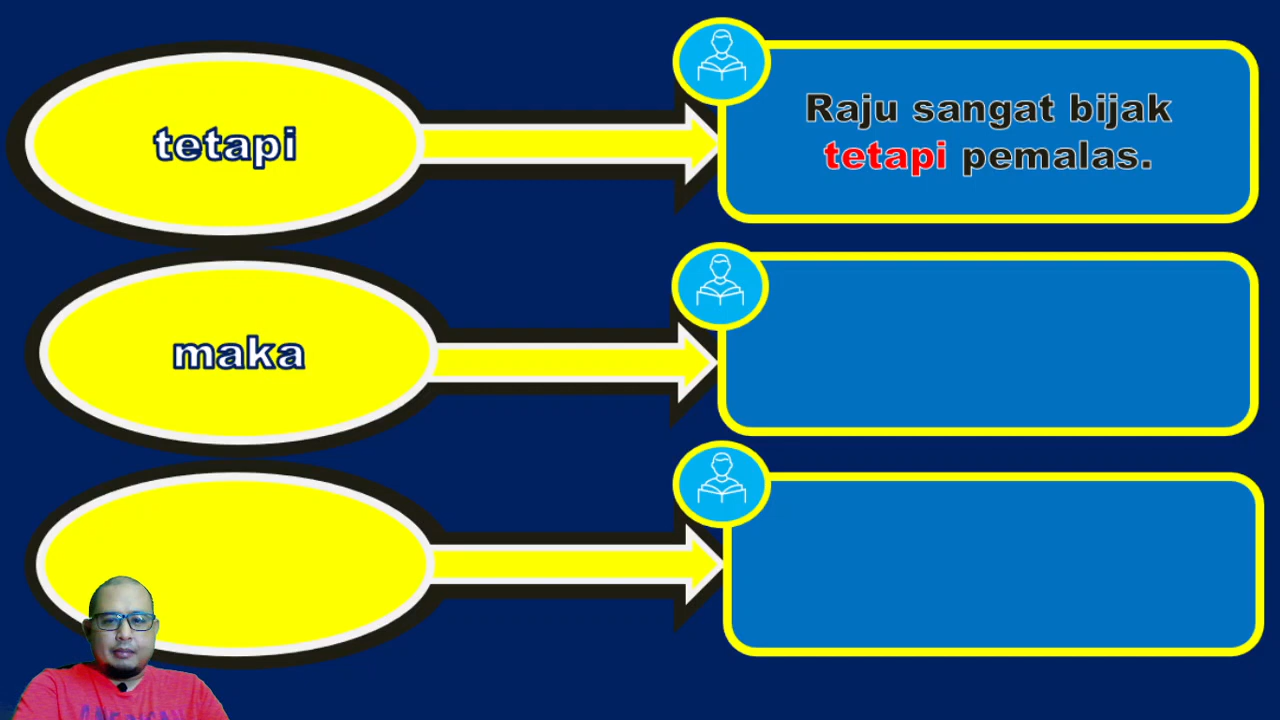 tetapi
Raju sangat bijak
tetapi pemalas.
maka